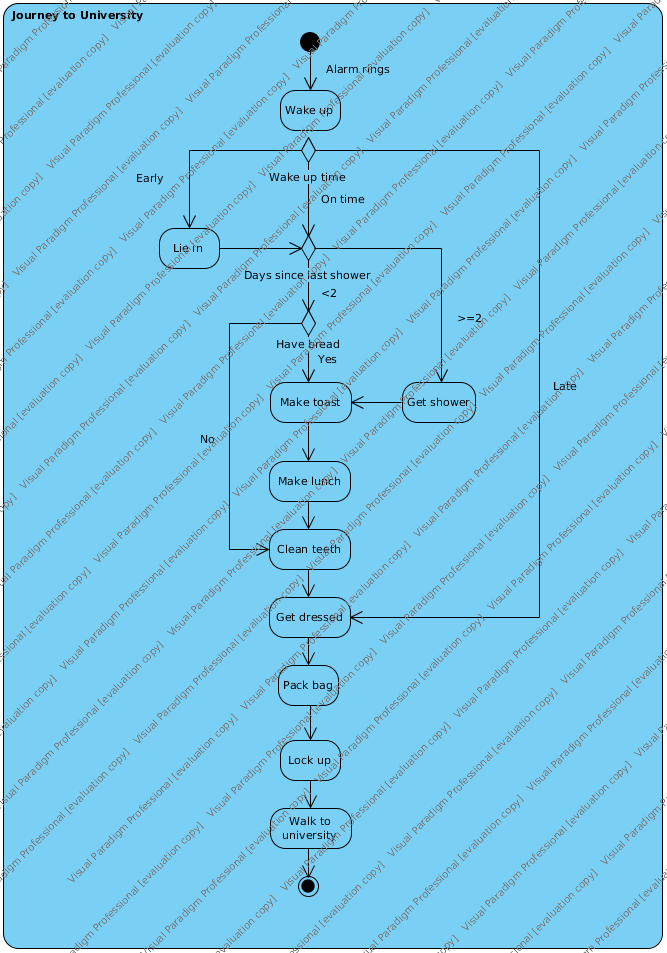 Journey to University
Alarm rings
Wake up
Early
Wake up time
On time
Lie in
Days since last shower
<2
>=2
Have bread
Yes
Late
Make toast
Get shower
No
Make lunch
Clean teeth
Get dressed
Pack bag
Lock up
Walk to
university
Visual Paradigm Professional [evaluation copy]